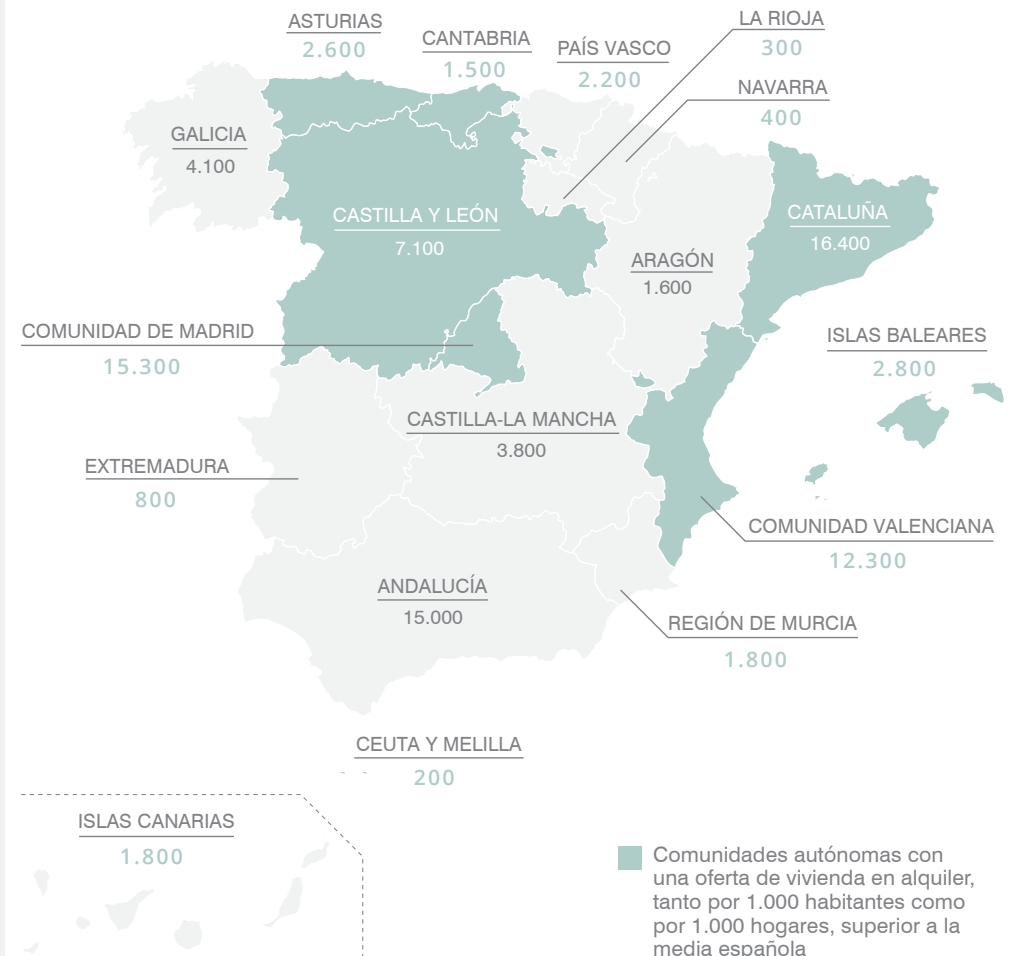 ASTURIAS
2.600
CANTABRIA
1.500
PAÍS VASCO
2.200
LA RIOJA
300
NAVARRA
400
GALICIA
4.100
CASTILLA Y LEÓN
7.100
CATALUÑA
16.400
ARAGÓN
1.600
COMUNIDAD DE MADRID
15.300
ISLAS BALEARES
2.800
CASTILLA-LA MANCHA
3.800
EXTREMADURA
800
COMUNIDAD VALENCIANA
12.300
ANDALUCÍA
15.000
REGIÓN DE MURCIA
1.800
CEUTA Y MELILLA
200
ISLAS CANARIAS
1.800
Comunidades autónomas con
una oferta de vivienda en alquiler,
tanto por 1.000 habitantes como
por 1.000 hogares, superior a la
media española